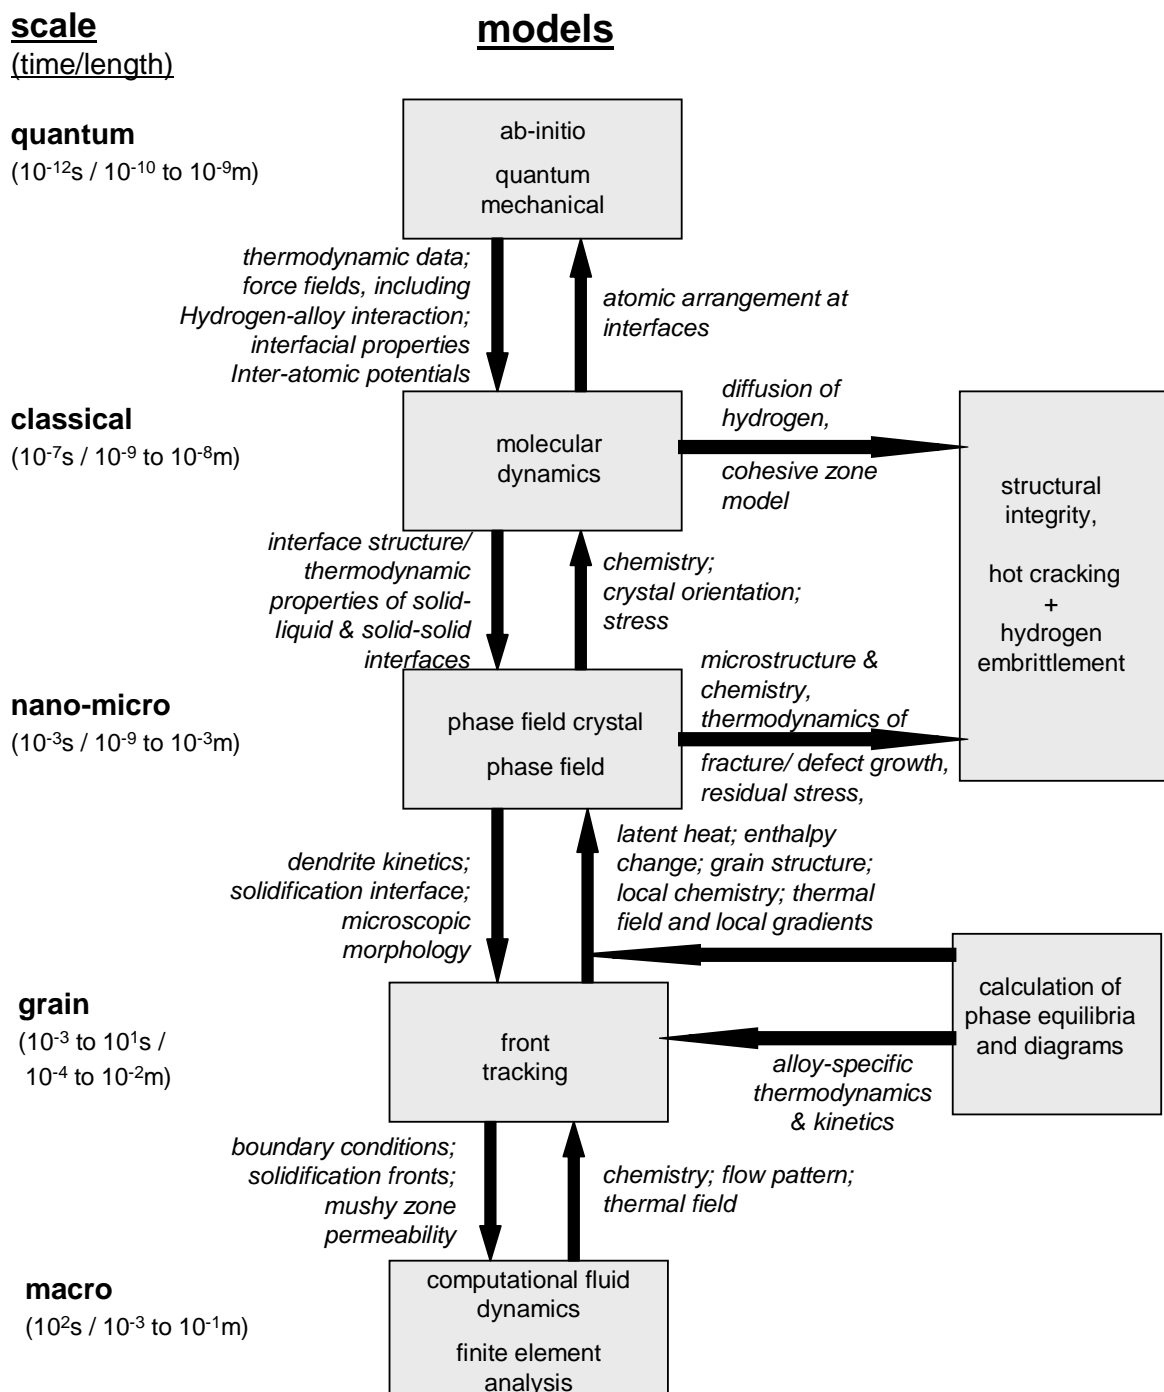 scale
(time/length)
models
quantum
(10⁻¹²s / 10⁻¹⁰ to 10⁻⁹m)
ab-initio
quantum
mechanical
thermodynamic data;
force fields, including
Hydrogen-alloy interaction;
interfacial properties
Inter-atomic potentials
atomic arrangement at
interfaces
classical
(10⁻⁷s / 10⁻⁹ to 10⁻⁸m)
molecular
dynamics
diffusion of
hydrogen,
cohesive zone
model
structural
integrity,
hot cracking
+
hydrogen
embrittlement
interface structure/
thermodynamic
properties of solid-
liquid & solid-solid
interfaces
chemistry;
crystal orientation;
stress
nano-micro
(10⁻³s / 10⁻⁹ to 10⁻³m)
phase field crystal
phase field
microstructure &
chemistry,
thermodynamics of
fracture/ defect growth,
residual stress,
dendrite kinetics;
solidification interface;
microscopic
morphology
latent heat; enthalpy
change; grain structure;
local chemistry; thermal
field and local gradients
grain
(10⁻³ to 10¹s /
10⁻⁴ to 10⁻²m)
front
tracking
calculation of
phase equilibria
and diagrams
alloy-specific
thermodynamics
& kinetics
boundary conditions;
solidification fronts;
mushy zone
permeability
chemistry; flow pattern;
thermal field
macro
(10²s / 10⁻³ to 10⁻¹m)
computational fluid
dynamics
finite element
analysis